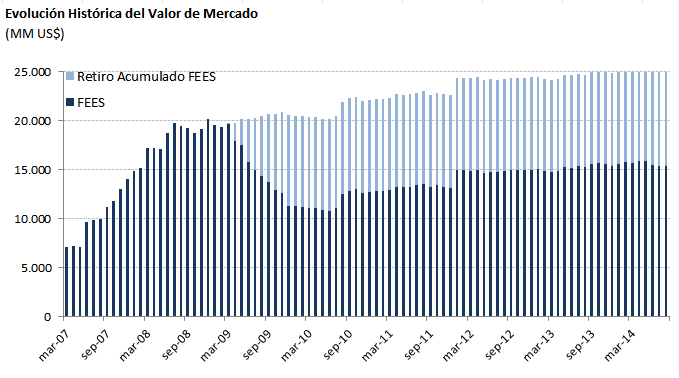 Evolución Histórica del Valor de Mercado
(MM US$)
25.000
20.000
15.000
10.000
5.000
0
Retiro Acumulado FEES
FEES
mar-07
sep-07
mar-08
sep-08
mar-09
sep-09
mar-10
sep-10
mar-11
sep-11
mar-12
sep-12
mar-13
sep-13
mar-14